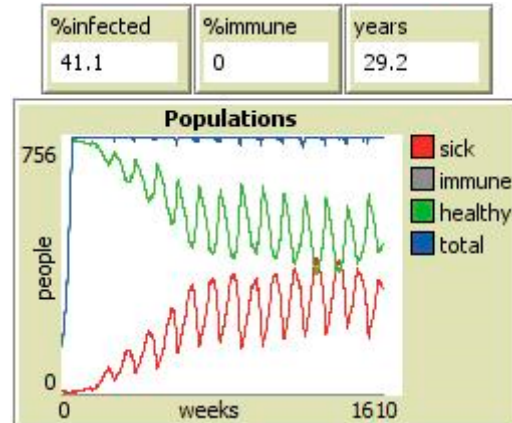 %infected %immune years
41.1 0 29.2
Populations
756
people
0
0 weeks 1610
sick
immune
healthy
total